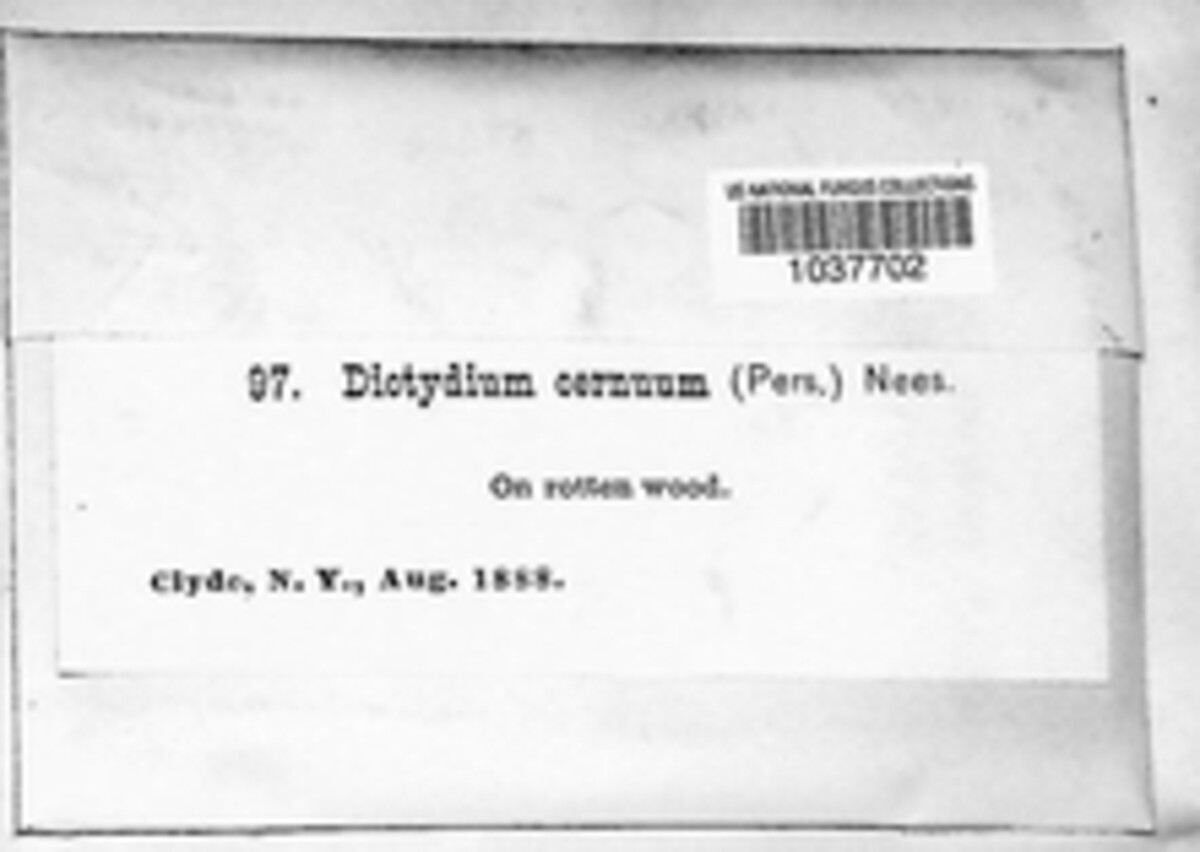 US NATIONAL FUNGUS COLLECTIONS
1037702
97. Dictydium cernuum (Pers.) Nees.
On rotten wood.
Clyde, N. Y., Aug. 1888.